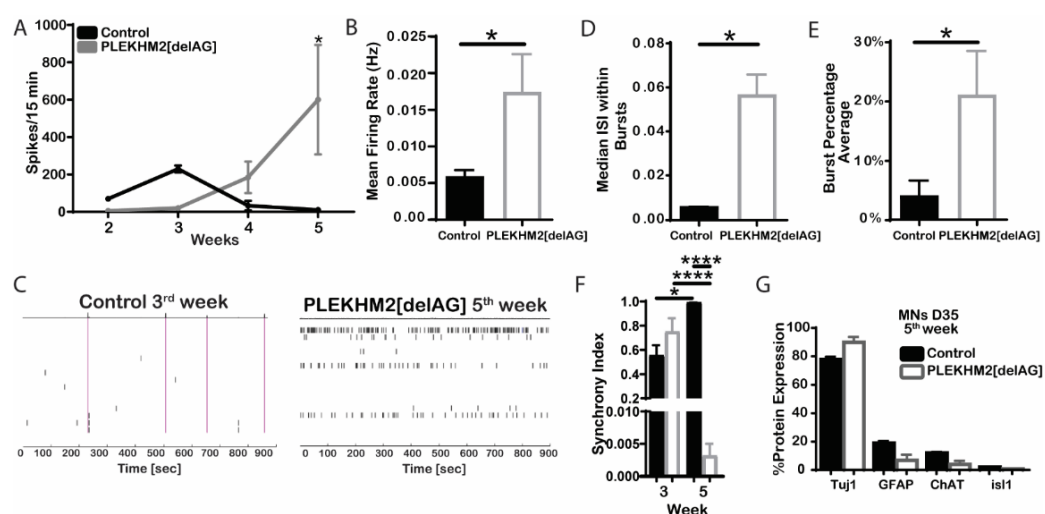 A
Control
PLEKHM2[delAG]
Spikes/15 min
1000
800
600
400
200
0
*
2 3 4 5
Weeks
B
Mean Firing Rate (Hz)
0.025
0.020
0.015
0.010
0.005
0.000
*
Control PLEKHM2[delAG]
D
Median ISI within
Bursts
0.08
0.06
0.04
0.02
0.00
*
Control PLEKHM2[delAG]
E
Burst Percentage
Average
30%
20%
10%
0%
*
Control PLEKHM2[delAG]
C
Control 3rd week
0 100 200 300 400 500 600 700 800 900
Time [sec]
PLEKHM2[delAG] 5th week
0 100 200 300 400 500 600 700 800 900
Time [sec]
F
****
****
*
Synchrony Index
1.0
0.8
0.6
0.4
0.2
0.010
0.005
0.000
3 5
Week
G
MNs D35
5th week
Control
PLEKHM2[delAG]
%Protein Expression
100
80
60
40
20
0
Tuj1 GFAP ChAT isl1